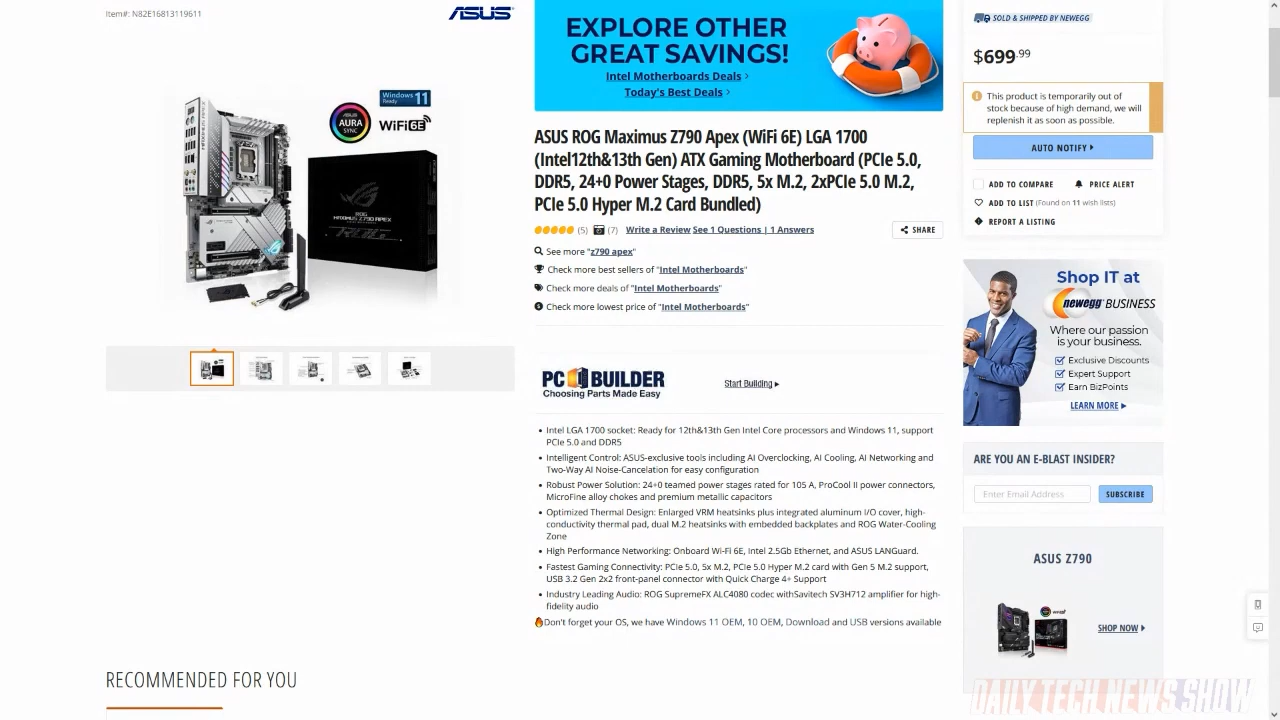 Item#: N82E16813119611
ASUS
Windows 11
Ready
ASUS
AURA
SYNC
WiFi 6E
ROG
MAXIMUS Z790 APEX
EXPLORE OTHER
GREAT SAVINGS!
Intel Motherboards Deals ›
Today's Best Deals ›
ASUS ROG Maximus Z790 Apex (WiFi 6E) LGA 1700
(Intel12th&13th Gen) ATX Gaming Motherboard (PCIe 5.0,
DDR5, 24+0 Power Stages, DDR5, 5x M.2, 2xPCIe 5.0 M.2,
PCIe 5.0 Hyper M.2 Card Bundled)
(5) (7) Write a Review See 1 Questions | 1 Answers
SHARE
See more "z790 apex"
Check more best sellers of "Intel Motherboards"
Check more deals of "Intel Motherboards"
Check more lowest price of "Intel Motherboards"
PC BUILDER
Choosing Parts Made Easy
Start Building
• Intel LGA 1700 socket: Ready for 12th&13th Gen Intel Core processors and Windows 11, support
PCIe 5.0 and DDR5
• Intelligent Control: ASUS-exclusive tools including AI Overclocking, AI Cooling, AI Networking and
Two-Way AI Noise-Cancelation for easy configuration
• Robust Power Solution: 24+0 teamed power stages rated for 105 A, ProCool II power connectors,
MicroFine alloy chokes and premium metallic capacitors
• Optimized Thermal Design: Enlarged VRM heatsinks plus integrated aluminum I/O cover, high-
conductivity thermal pad, dual M.2 heatsinks with embedded backplates and ROG Water-Cooling
Zone
• High Performance Networking: Onboard Wi-Fi 6E, Intel 2.5Gb Ethernet, and ASUS LANGuard.
• Fastest Gaming Connectivity: PCIe 5.0, 5x M.2, PCIe 5.0 Hyper M.2 card with Gen 5 M.2 support,
USB 3.2 Gen 2x2 front-panel connector with Quick Charge 4+ Support
• Industry Leading Audio: ROG SupremeFX ALC4080 codec withSavitech SV3H712 amplifier for high-
fidelity audio
Don't forget your OS, we have Windows 11 OEM, 10 OEM, Download and USB versions available
SOLD & SHIPPED BY NEWEGG
$699.99
This product is temporarily out of
stock because of high demand, we will
replenish it as soon as possible.
AUTO NOTIFY
ADD TO COMPARE PRICE ALERT
ADD TO LIST (Found on 11 wish lists)
REPORT A LISTING
Shop IT at
newegg BUSINESS
Where our passion
is your business.
Exclusive Discounts
Expert Support
Earn BizPoints
LEARN MORE
ARE YOU AN E-BLAST INSIDER?
Enter Email Address SUBSCRIBE
ASUS Z790
SHOP NOW
RECOMMENDED FOR YOU
DAILY TECH NEWS SHOW